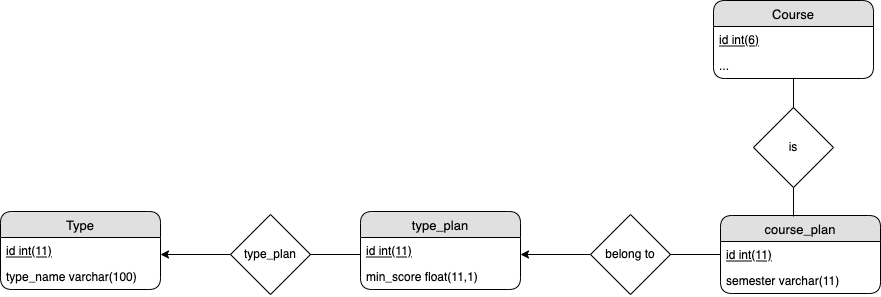 Course
id int(6)
...
is
Type
id int(11)
type_name varchar(100)
type_plan
type_plan
id int(11)
min_score float(11,1)
belong to
course_plan
id int(11)
semester varchar(11)